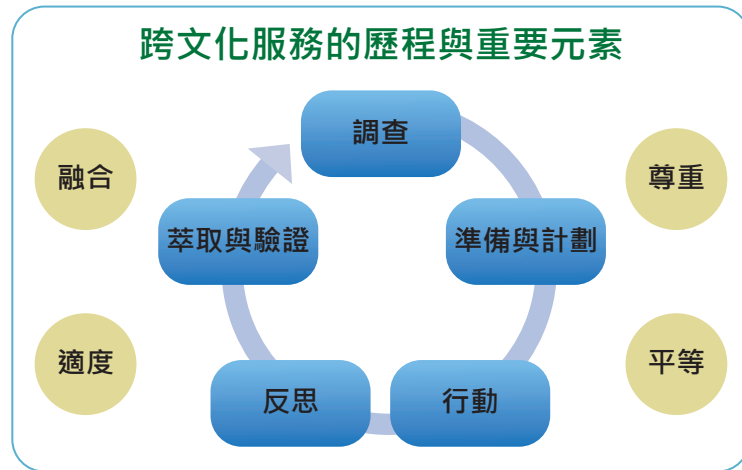 跨文化服務的歷程與重要元素
調查
融合
尊重
萃取與驗證
準備與計劃
適度
平等
反思
行動